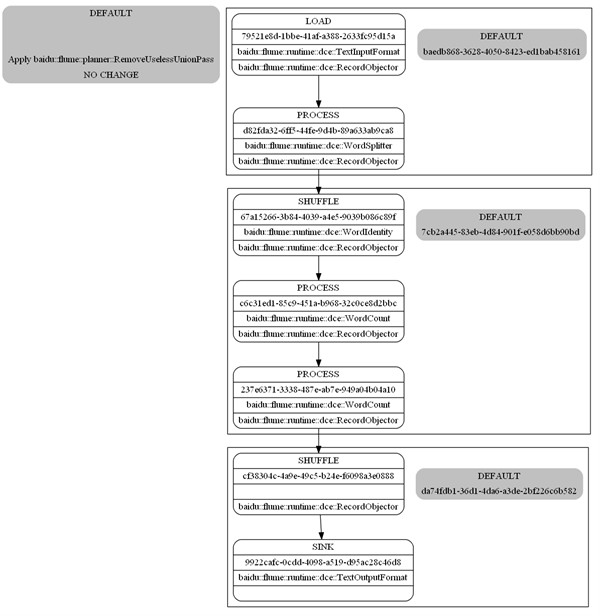 DEFAULT
Apply baidu::flume::planner::RemoveUselessUnionPass
NO CHANGE
LOAD
79521e8d-1bbe-41af-a388-2633fc95d15a
baidu::flume::runtime::dce::TextInputFormat
baidu::flume::runtime::dce::RecordObjector
DEFAULT
baedb868-3628-4050-8423-ed1bab458161
PROCESS
d82fda32-6ff5-44fe-9d4b-89a633ab9ca8
baidu::flume::runtime::dce::WordSplitter
baidu::flume::runtime::dce::RecordObjector
SHUFFLE
67a15266-3b84-4039-a4e5-9039b086c89f
baidu::flume::runtime::dce::WordIdentity
baidu::flume::runtime::dce::RecordObjector
DEFAULT
7cb2a445-83eb-4d84-901f-e058d6bb90bd
PROCESS
c6c31ed1-85c9-451a-b968-32c0ce8d2bbc
baidu::flume::runtime::dce::WordCount
baidu::flume::runtime::dce::RecordObjector
PROCESS
237e6371-3338-487e-ab7e-949a04b04a10
baidu::flume::runtime::dce::WordCount
baidu::flume::runtime::dce::RecordObjector
SHUFFLE
cf38304c-4a9e-49c5-b24e-f6098a3e0888
baidu::flume::runtime::dce::RecordObjector
DEFAULT
da74fdb1-36d1-4da6-a3de-2bf226c6b582
SINK
9922cafc-0cdd-4098-a519-d95ac28c46d8
baidu::flume::runtime::dce::TextOutputFormat